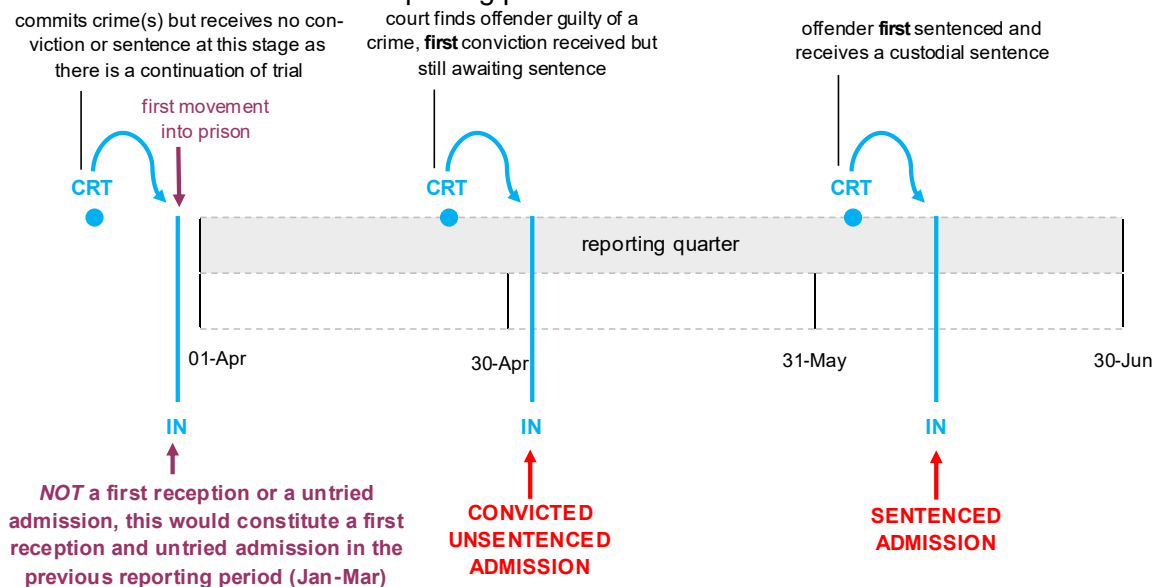 commits crime(s) but receives no con-
viction or sentence at this stage as
there is a continuation of trial
court finds offender guilty of a
crime, first conviction received but
still awaiting sentence
offender first sentenced and
receives a custodial sentence
first movement
into prison
CRT
CRT
CRT
reporting quarter
01-Apr
30-Apr
31-May
30-Jun
IN
IN
IN
NOT a first reception or a untried
admission, this would constitute a first
reception and untried admission in the
previous reporting period (Jan-Mar)
CONVICTED
UNSENTENCED
ADMISSION
SENTENCED
ADMISSION